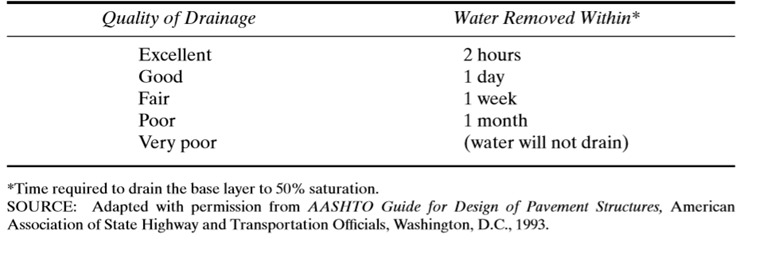 Quality of Drainage Water Removed Within*
Excellent 2 hours
Good 1 day
Fair 1 week
Poor 1 month
Very poor (water will not drain)
*Time required to drain the base layer to 50% saturation.
SOURCE: Adapted with permission from AASHTO Guide for Design of Pavement Structures, American
Association of State Highway and Transportation Officials, Washington, D.C., 1993.